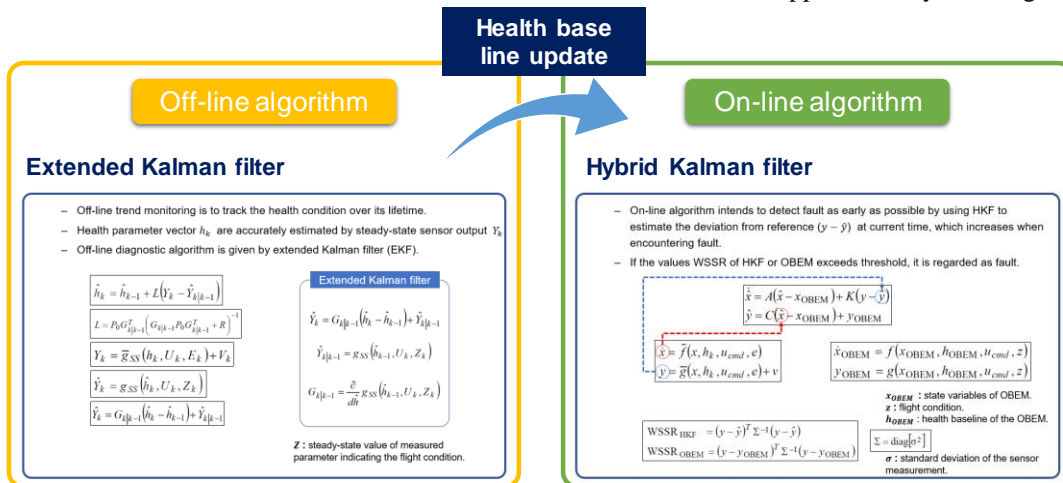 Health base
line update
Off-line algorithm
Extended Kalman filter
– Off-line trend monitoring is to track the health condition over its lifetime.
– Health parameter vector h_k are accurately estimated by steady-state sensor output Y_k
– Off-line diagnostic algorithm is given by extended Kalman filter (EKF).
ĥ_k = ĥ_{k-1} + L(Y_k − Ŷ_{k|k-1})
L = P_0 G^T_{k|k-1} (G_{k|k-1} P_0 G^T_{k|k-1} + R)^{-1}
Y_k = g̅_SS(h_k, U_k, E_k) + V_k
Ŷ_k = g_SS(ĥ_k, U_k, Z_k)
Ŷ_k = G_{k|k-1}(ĥ_k − ĥ_{k-1}) + Ŷ_{k|k-1}
Extended Kalman filter
Ŷ_k = G_{k|k-1}(ĥ_k − ĥ_{k-1}) + Ŷ_{k|k-1}
Ŷ_{k|k-1} = g_SS(ĥ_{k-1}, U_k, Z_k)
G_{k|k-1} = ∂/∂ĥ g_SS(ĥ_{k-1}, U_k, Z_k)
Z : steady-state value of measured
parameter indicating the flight condition.
On-line algorithm
Hybrid Kalman filter
– On-line algorithm intends to detect fault as early as possible by using HKF to
estimate the deviation from reference (y − ŷ) at current time, which increases when
encountering fault.
– If the values WSSR of HKF or OBEM exceeds threshold, it is regarded as fault.
x̂̇ = A(x̂ − x_OBEM) + K(y − ŷ)
ŷ = C(x̂ − x_OBEM) + y_OBEM
ẋ = f̅(x, h_k, u_cmd, e)
y = g̅(x, h_k, u_cmd, e) + v
ẋ_OBEM = f(x_OBEM, h_OBEM, u_cmd, z)
y_OBEM = g(x_OBEM, h_OBEM, u_cmd, z)
x_OBEM : state variables of OBEM.
z : flight condition.
h_OBEM : health baseline of the OBEM.
WSSR_HKF = (y − ŷ)^T Σ^{-1}(y − ŷ)
WSSR_OBEM = (y − y_OBEM)^T Σ^{-1}(y − y_OBEM)
Σ = diag[σ²]
σ : standard deviation of the sensor
measurement.